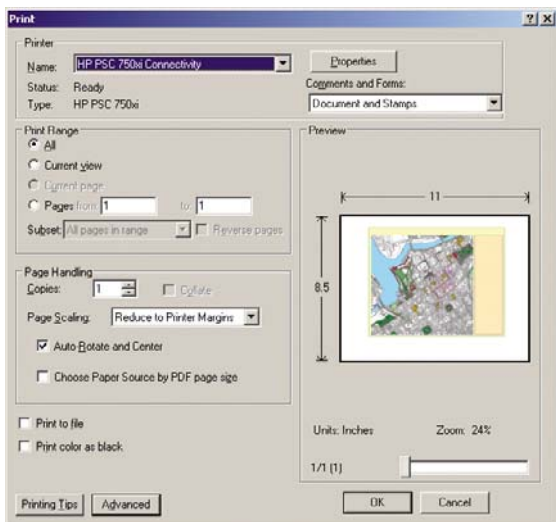 Print
Printer
Name: HP PSC 750xi Connectivity
Properties
Status: Ready
Comments and Forms:
Type: HP PSC 750xi
Document and Stamps
Print Range
All
Current view
Current page
Pages from: 1 to: 1
Subset: All pages in range Reverse pages
Page Handling
Copies: 1 Collate
Page Scaling: Reduce to Printer Margins
Auto-Rotate and Center
Choose Paper Source by PDF page size
Print to file
Print color as black
Preview
11
8.5
Units: Inches Zoom: 24%
1/1 (1)
Printing Tips Advanced OK Cancel